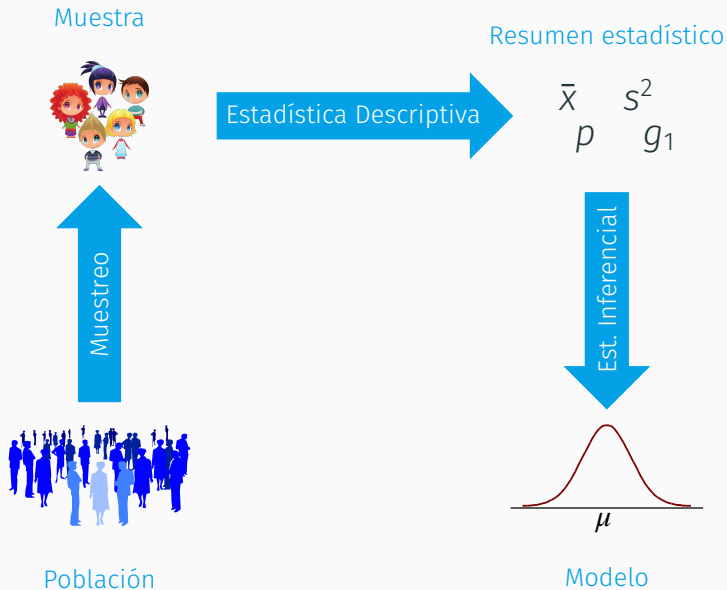 Muestra
Resumen estadístico
Estadística Descriptiva
x̄ s²
p g₁
Muestreo
Est. Inferencial
μ
Población
Modelo